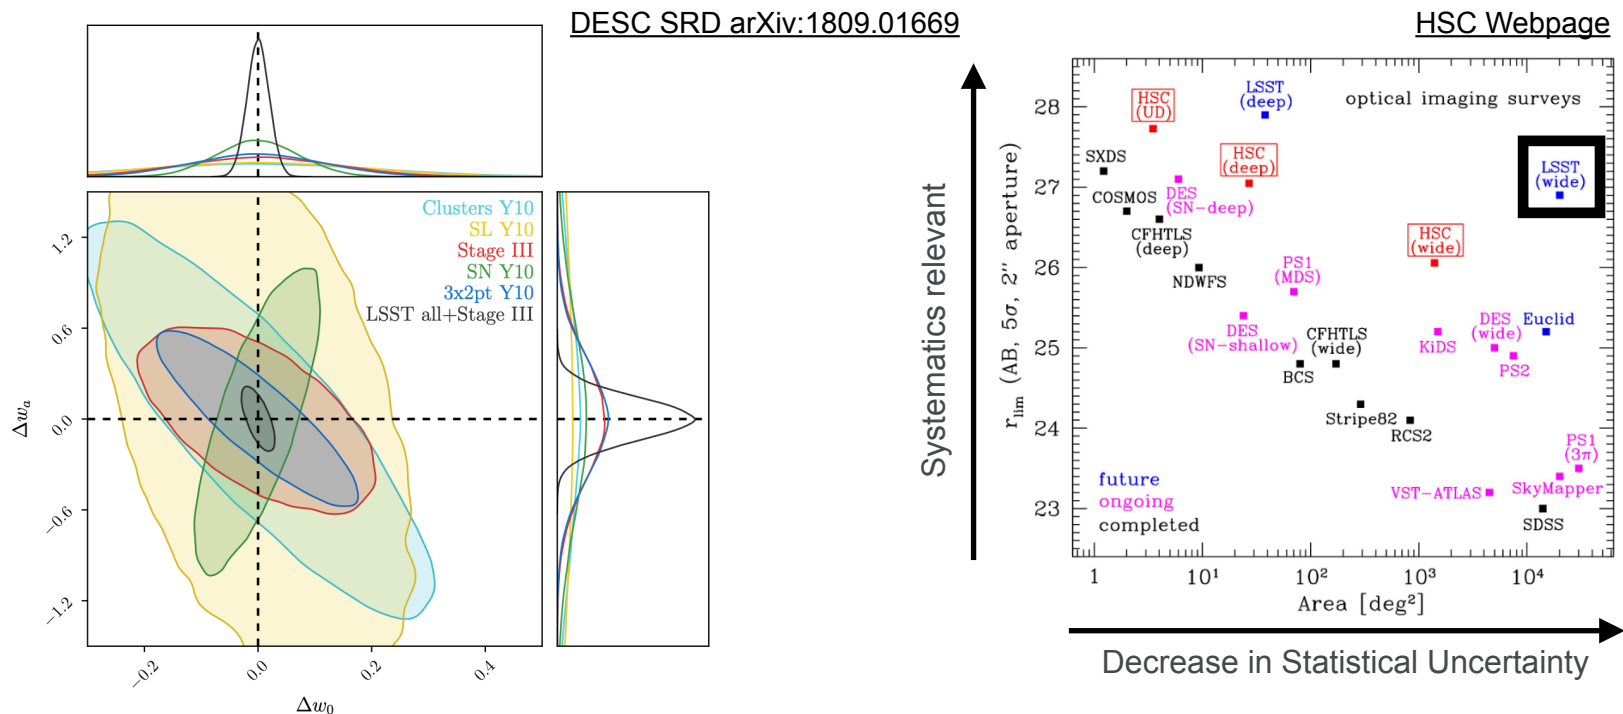 DESC SRD arXiv:1809.01669
HSC Webpage
Clusters Y10
SL Y10
Stage III
SN Y10
3x2pt Y10
LSST all+Stage III
1.2
0.6
0.0
−0.6
−1.2
Δw_a
−0.2
0.0
0.2
0.4
Δw_0
Systematics relevant
r_lim (AB, 5σ, 2″ aperture)
28
27
26
25
24
23
optical imaging surveys
HSC
(UD)
LSST
(deep)
SXDS
HSC
(deep)
LSST
(wide)
COSMOS
DES
(SN−deep)
CFHTLS
(deep)
HSC
(wide)
NDWFS
PS1
(MDS)
DES
(SN−shallow)
CFHTLS
(wide)
BCS
KiDS
DES
(wide)
Euclid
PS2
Stripe82
RCS2
PS1
(3π)
VST−ATLAS
SkyMapper
SDSS
future
ongoing
completed
1
10¹
10²
10³
10⁴
Area [deg²]
Decrease in Statistical Uncertainty